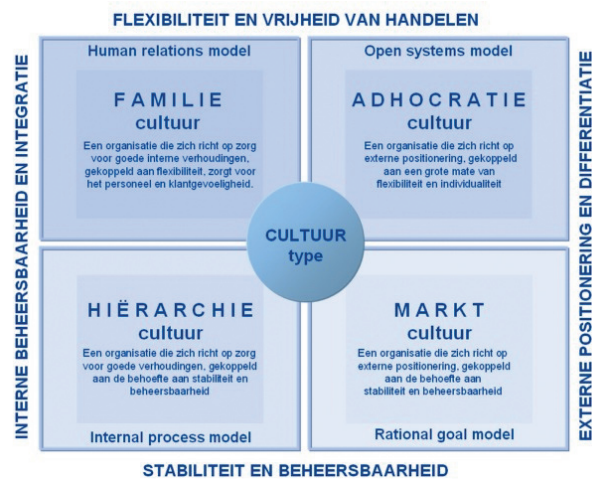 FLEXIBILITEIT EN VRIJHEID VAN HANDELEN
INTERNE BEHEERSBAARHEID EN INTEGRATIE
Human relations model
FAMILIE
cultuur
Een organisatie die zich richt op zorg
voor goede interne verhoudingen,
gekoppeld aan flexibiliteit, zorgt voor
het personeel en klantgevoeligheid.
Open systems model
ADHOCRATIE
cultuur
Een organisatie die zich richt op
externe positionering, gekoppeld
aan een grote mate van
flexibiliteit en individualiteit
CULTUUR
type
HIËRARCHIE
cultuur
Een organisatie die zich richt op zorg
voor goede verhoudingen, gekoppeld
aan de behoefte aan stabiliteit en
beheersbaarheid
Internal process model
MARKT
cultuur
Een organisatie die zich richt op
externe positionering, gekoppeld
aan de behoefte aan
stabiliteit en beheersbaarheid
Rational goal model
EXTERNE POSITIONERING EN DIFFERENTIATIE
STABILITEIT EN BEHEERSBAARHEID